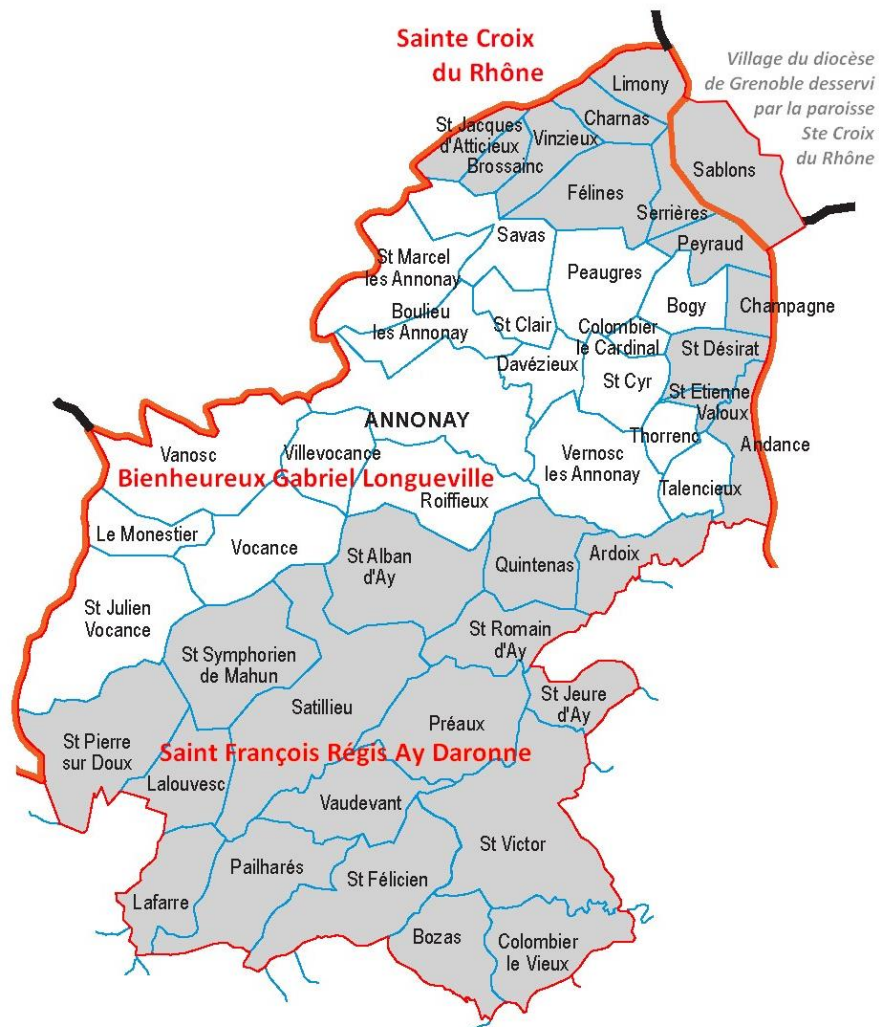 Sainte Croix
du Rhône
Village du diocèse
de Grenoble desservi
par la paroisse
Ste Croix
du Rhône
Limony
Charnas
St Jacques
d'Atticieux
Vinzieux
Brossainc
Sablons
Félines
Serrières
Savas
Peyraud
St Marcel
les Annonay
Peaugres
Bogy
Champagne
Boulieu
les Annonay
St Clair
Colombier
le Cardinal
St Désirat
Davézieux
St Cyr
St Etienne
Valoux
ANNONAY
Thorrenc
Andance
Vanosc
Villevocance
Vernosc
les Annonay
Bienheureux Gabriel Longueville
Talencieux
Roiffieux
Le Monestier
Vocance
St Alban
d'Ay
Quintenas
Ardoix
St Julien
Vocance
St Romain
d'Ay
St Symphorien
de Mahun
St Jeure
d'Ay
Satillieu
Préaux
St Pierre
sur Doux
Saint François Régis Ay Daronne
Lalouvesc
Vaudevant
St Victor
Pailharés
St Félicien
Lafarre
Bozas
Colombier
le Vieux